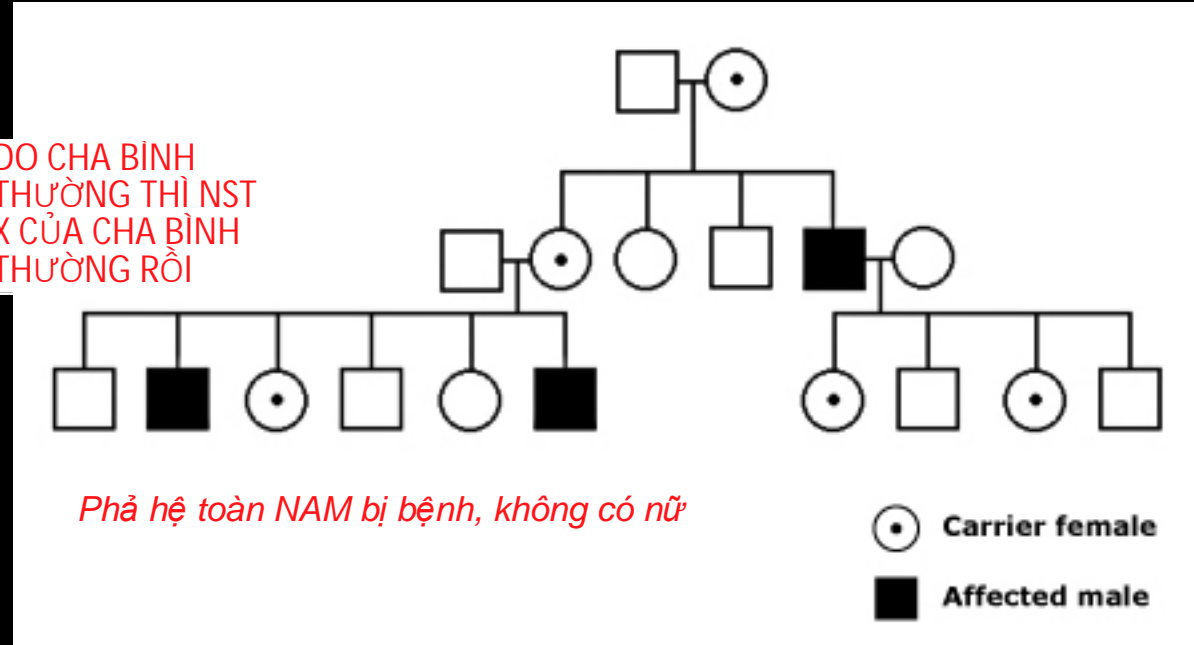 DO CHA BÌNH
THƯỜNG THÌ NST
X CỦA CHA BÌNH
THƯỜNG RỒI
Phả hệ toàn NAM bị bệnh, không có nữ
Carrier female
Affected male